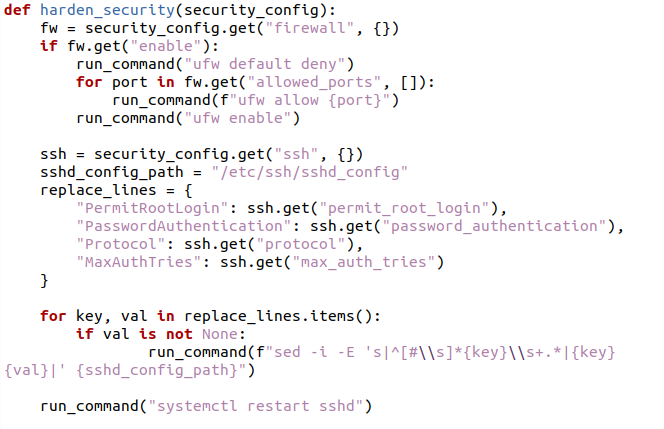 def harden_security(security_config):
    fw = security_config.get("firewall", {})
    if fw.get("enable"):
        run_command("ufw default deny")
        for port in fw.get("allowed_ports", []):
            run_command(f"ufw allow {port}")
        run_command("ufw enable")

    ssh = security_config.get("ssh", {})
    sshd_config_path = "/etc/ssh/sshd_config"
    replace_lines = {
        "PermitRootLogin": ssh.get("permit_root_login"),
        "PasswordAuthentication": ssh.get("password_authentication"),
        "Protocol": ssh.get("protocol"),
        "MaxAuthTries": ssh.get("max_auth_tries")
    }

    for key, val in replace_lines.items():
        if val is not None:
                run_command(f"sed -i -E 's|^[#\\s]*{key}\\s+.*|{key}
{val}|' {sshd_config_path}")

    run_command("systemctl restart sshd")